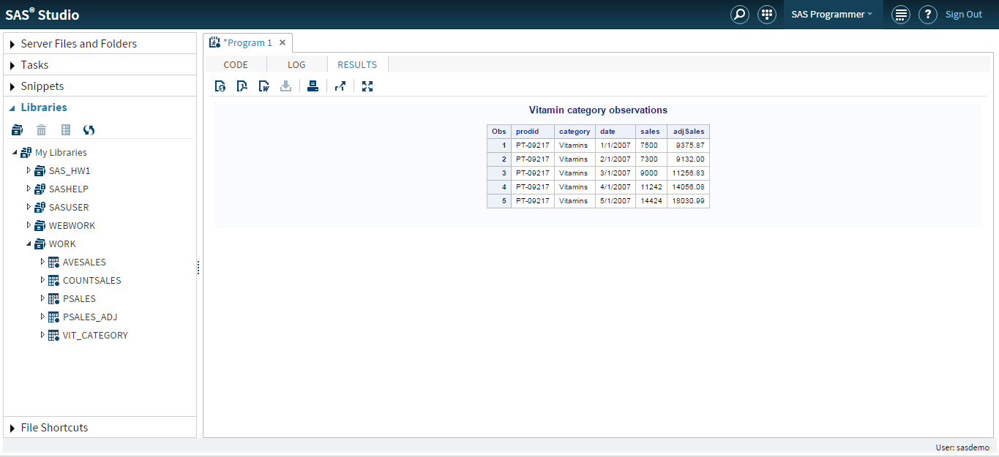 SAS® Studio
SAS Programmer
Sign Out
Server Files and Folders
Tasks
Snippets
Libraries
My Libraries
SAS_HW1
SASHELP
SASUSER
WEBWORK
WORK
AVESALES
COUNTSALES
PSALES
PSALES_ADJ
VIT_CATEGORY
File Shortcuts
*Program 1
CODE LOG RESULTS
Vitamin category observations
Obs prodid category date sales adjSales
1 PT-09217 Vitamins 1/1/2007 7500 9375.87
2 PT-09217 Vitamins 2/1/2007 7300 9132.00
3 PT-09217 Vitamins 3/1/2007 9000 11256.83
4 PT-09217 Vitamins 4/1/2007 11242 14056.08
5 PT-09217 Vitamins 5/1/2007 14424 18030.99
User: sasdemo